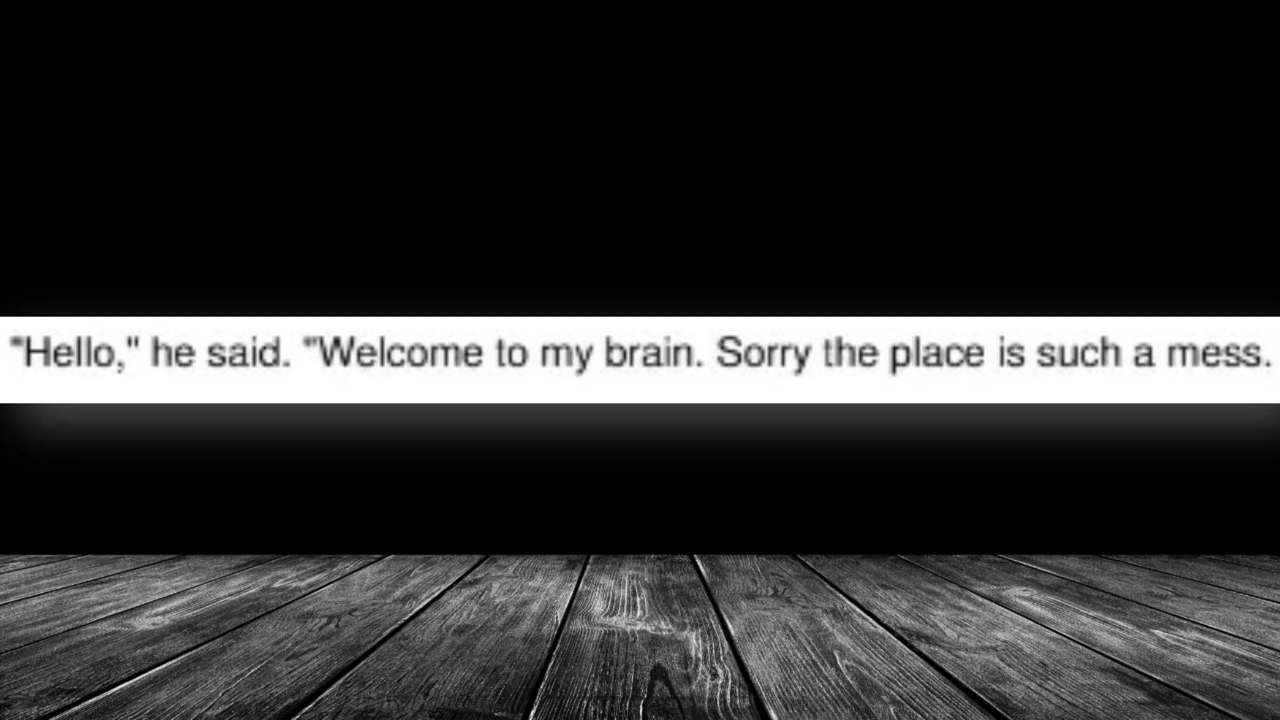 "Hello," he said. "Welcome to my brain. Sorry the place is such a mess.